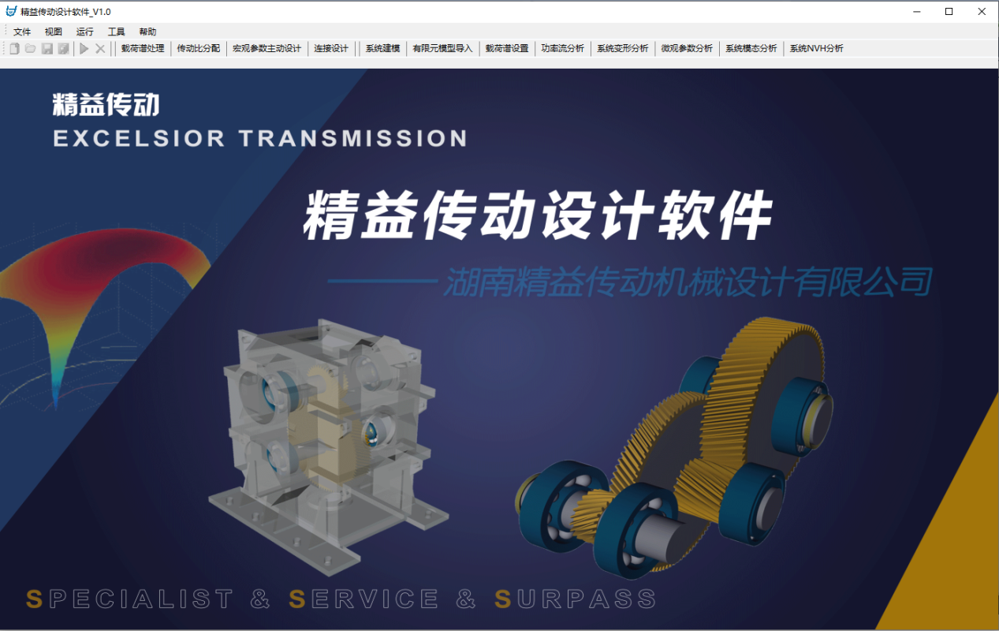 精益传动设计软件_V1.0
文件 视图 运行 工具 帮助
载荷谱处理 传动比分配 宏观参数主动设计 连接设计 系统建模 有限元模型导入 载荷谱设置 功率流分析 系统变形分析 微观参数分析 系统模态分析 系统NVH分析
精益传动
EXCELSIOR TRANSMISSION
精益传动设计软件
湖南精益传动机械设计有限公司
SPECIALIST & SERVICE & SURPASS